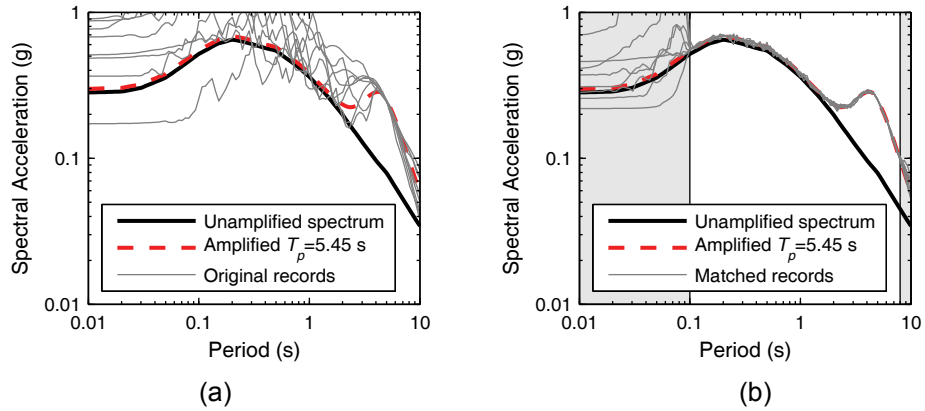 1
0.1
0.01
Spectral Acceleration (g)
Unamplified spectrum
Amplified Tp=5.45 s
Original records
0.01
0.1
1
10
Period (s)
(a)
1
0.1
0.01
Spectral Acceleration (g)
Unamplified spectrum
Amplified Tp=5.45 s
Matched records
0.01
0.1
1
10
Period (s)
(b)